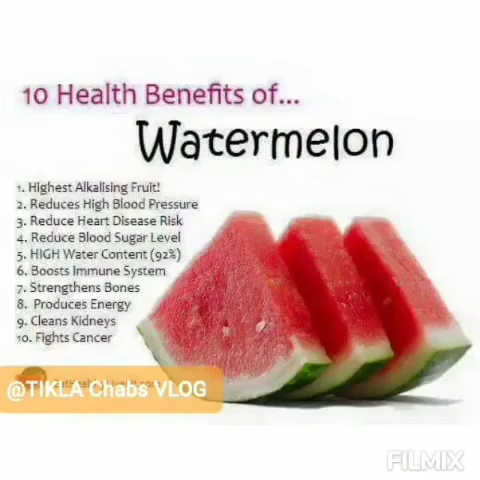 10 Health Benefits of...
Watermelon
1. Highest Alkalising Fruit!
2. Reduces High Blood Pressure
3. Reduce Heart Disease Risk
4. Reduce Blood Sugar Level
5. HIGH Water Content (92%)
6. Boosts Immune System
7. Strengthens Bones
8. Produces Energy
9. Cleans Kidneys
10. Fights Cancer
@TIKLA Chabs VLOG
FILMIX